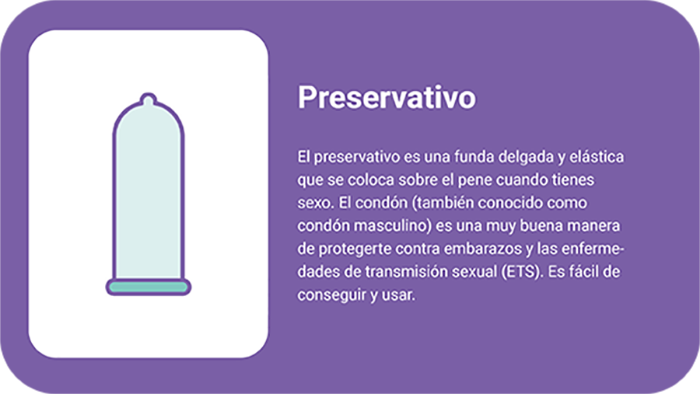 Preservativo
El preservativo es una funda delgada y elástica
que se coloca sobre el pene cuando tienes
sexo. El condón (también conocido como
condón masculino) es una muy buena manera
de protegerte contra embarazos y las enferme-
dades de transmisión sexual (ETS). Es fácil de
conseguir y usar.